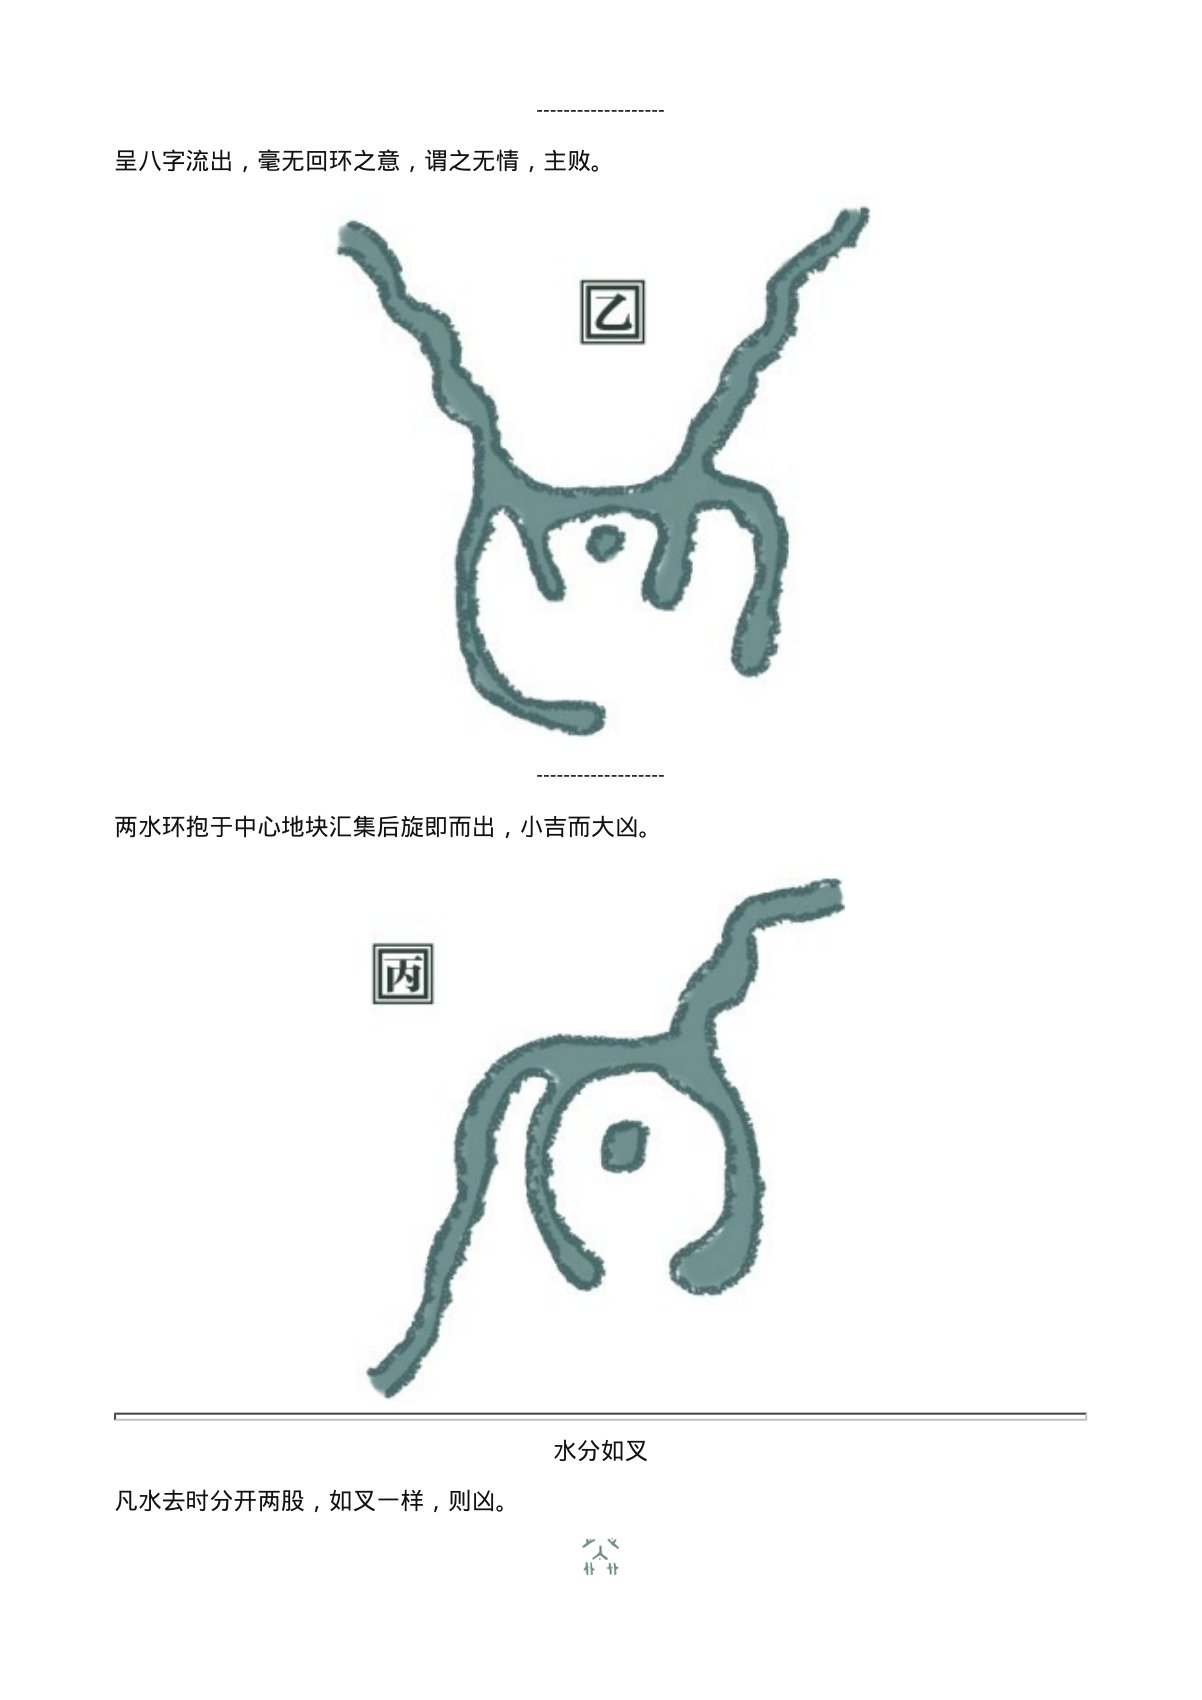 -------------------
呈八字流出，毫无回环之意，谓之无情，主败。
乙
-------------------
两水环抱于中心地块汇集后旋即而出，小吉而大凶。
丙
水分如叉
凡水去时分开两股，如叉一样，则凶。